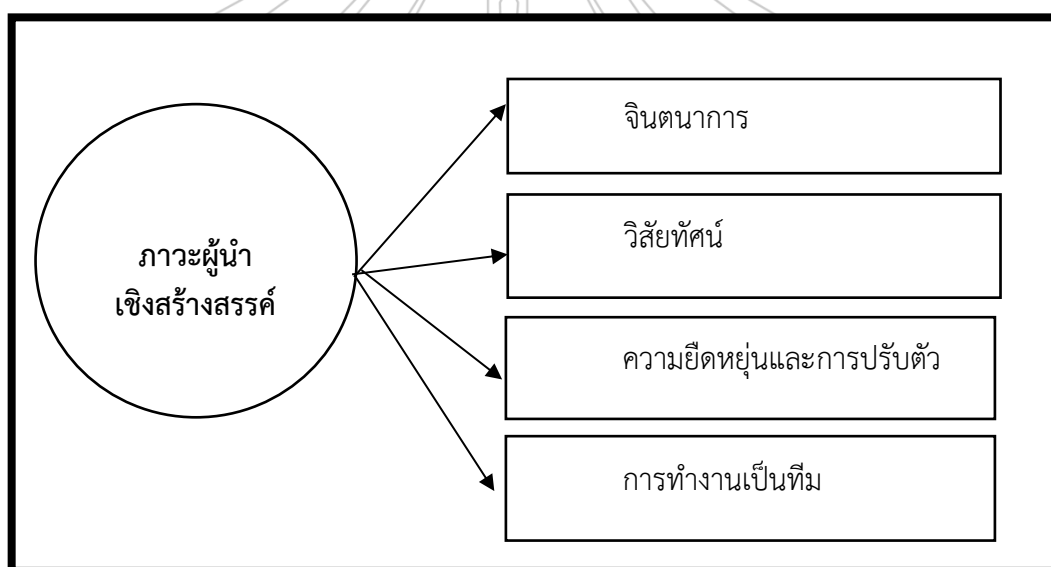 จินตนาการ
วิสัยทัศน์
ภาวะผู้นำ
เชิงสร้างสรรค์
ความยืดหยุ่นและการปรับตัว
การทำงานเป็นทีม